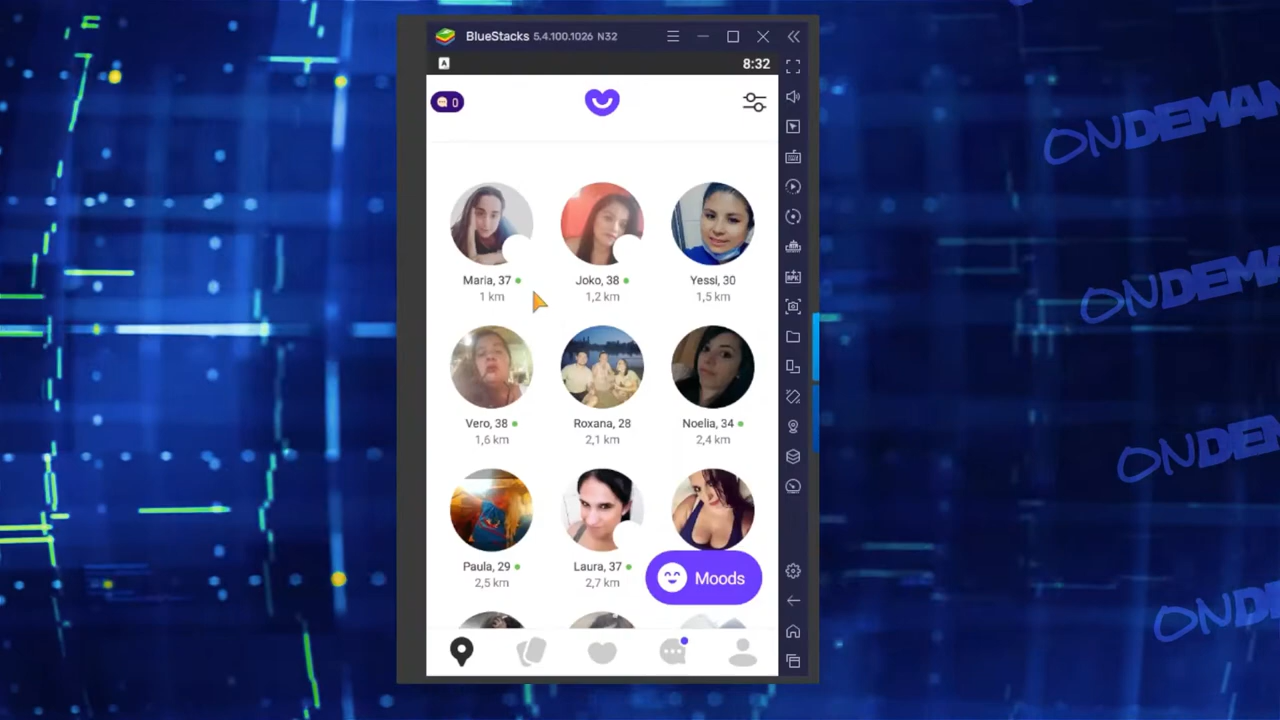 BlueStacks 5.4.100.1026 N32
A
8:32
0
Maria, 37
Joko, 38
Yessi, 30
1 km
1,2 km
1,5 km
Vero, 38
Roxana, 28
Noelia, 34
1,6 km
2,1 km
2,4 km
Paula, 29
Laura, 37
2,5 km
2,7 km
Moods
ONDEMAN
ONDEMA
ONDEM
ONDE